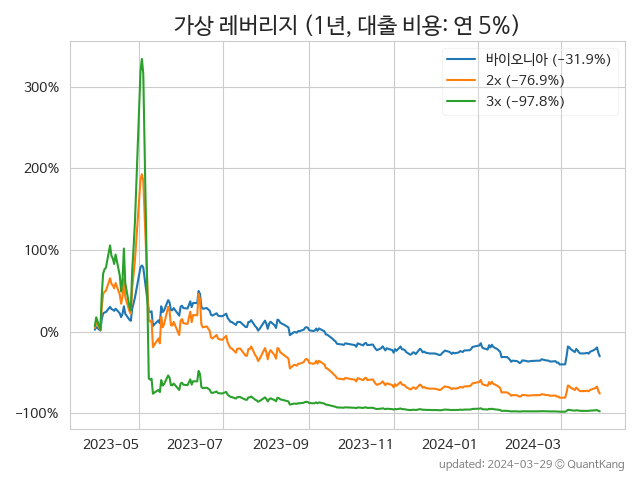 가상 레버리지 (1년, 대출 비용: 연 5%)
바이오니아 (-31.9%)
2x (-76.9%)
3x (-97.8%)
300%
200%
100%
0%
-100%
2023-05 2023-07 2023-09 2023-11 2024-01 2024-03
updated: 2024-03-29 © QuantKang